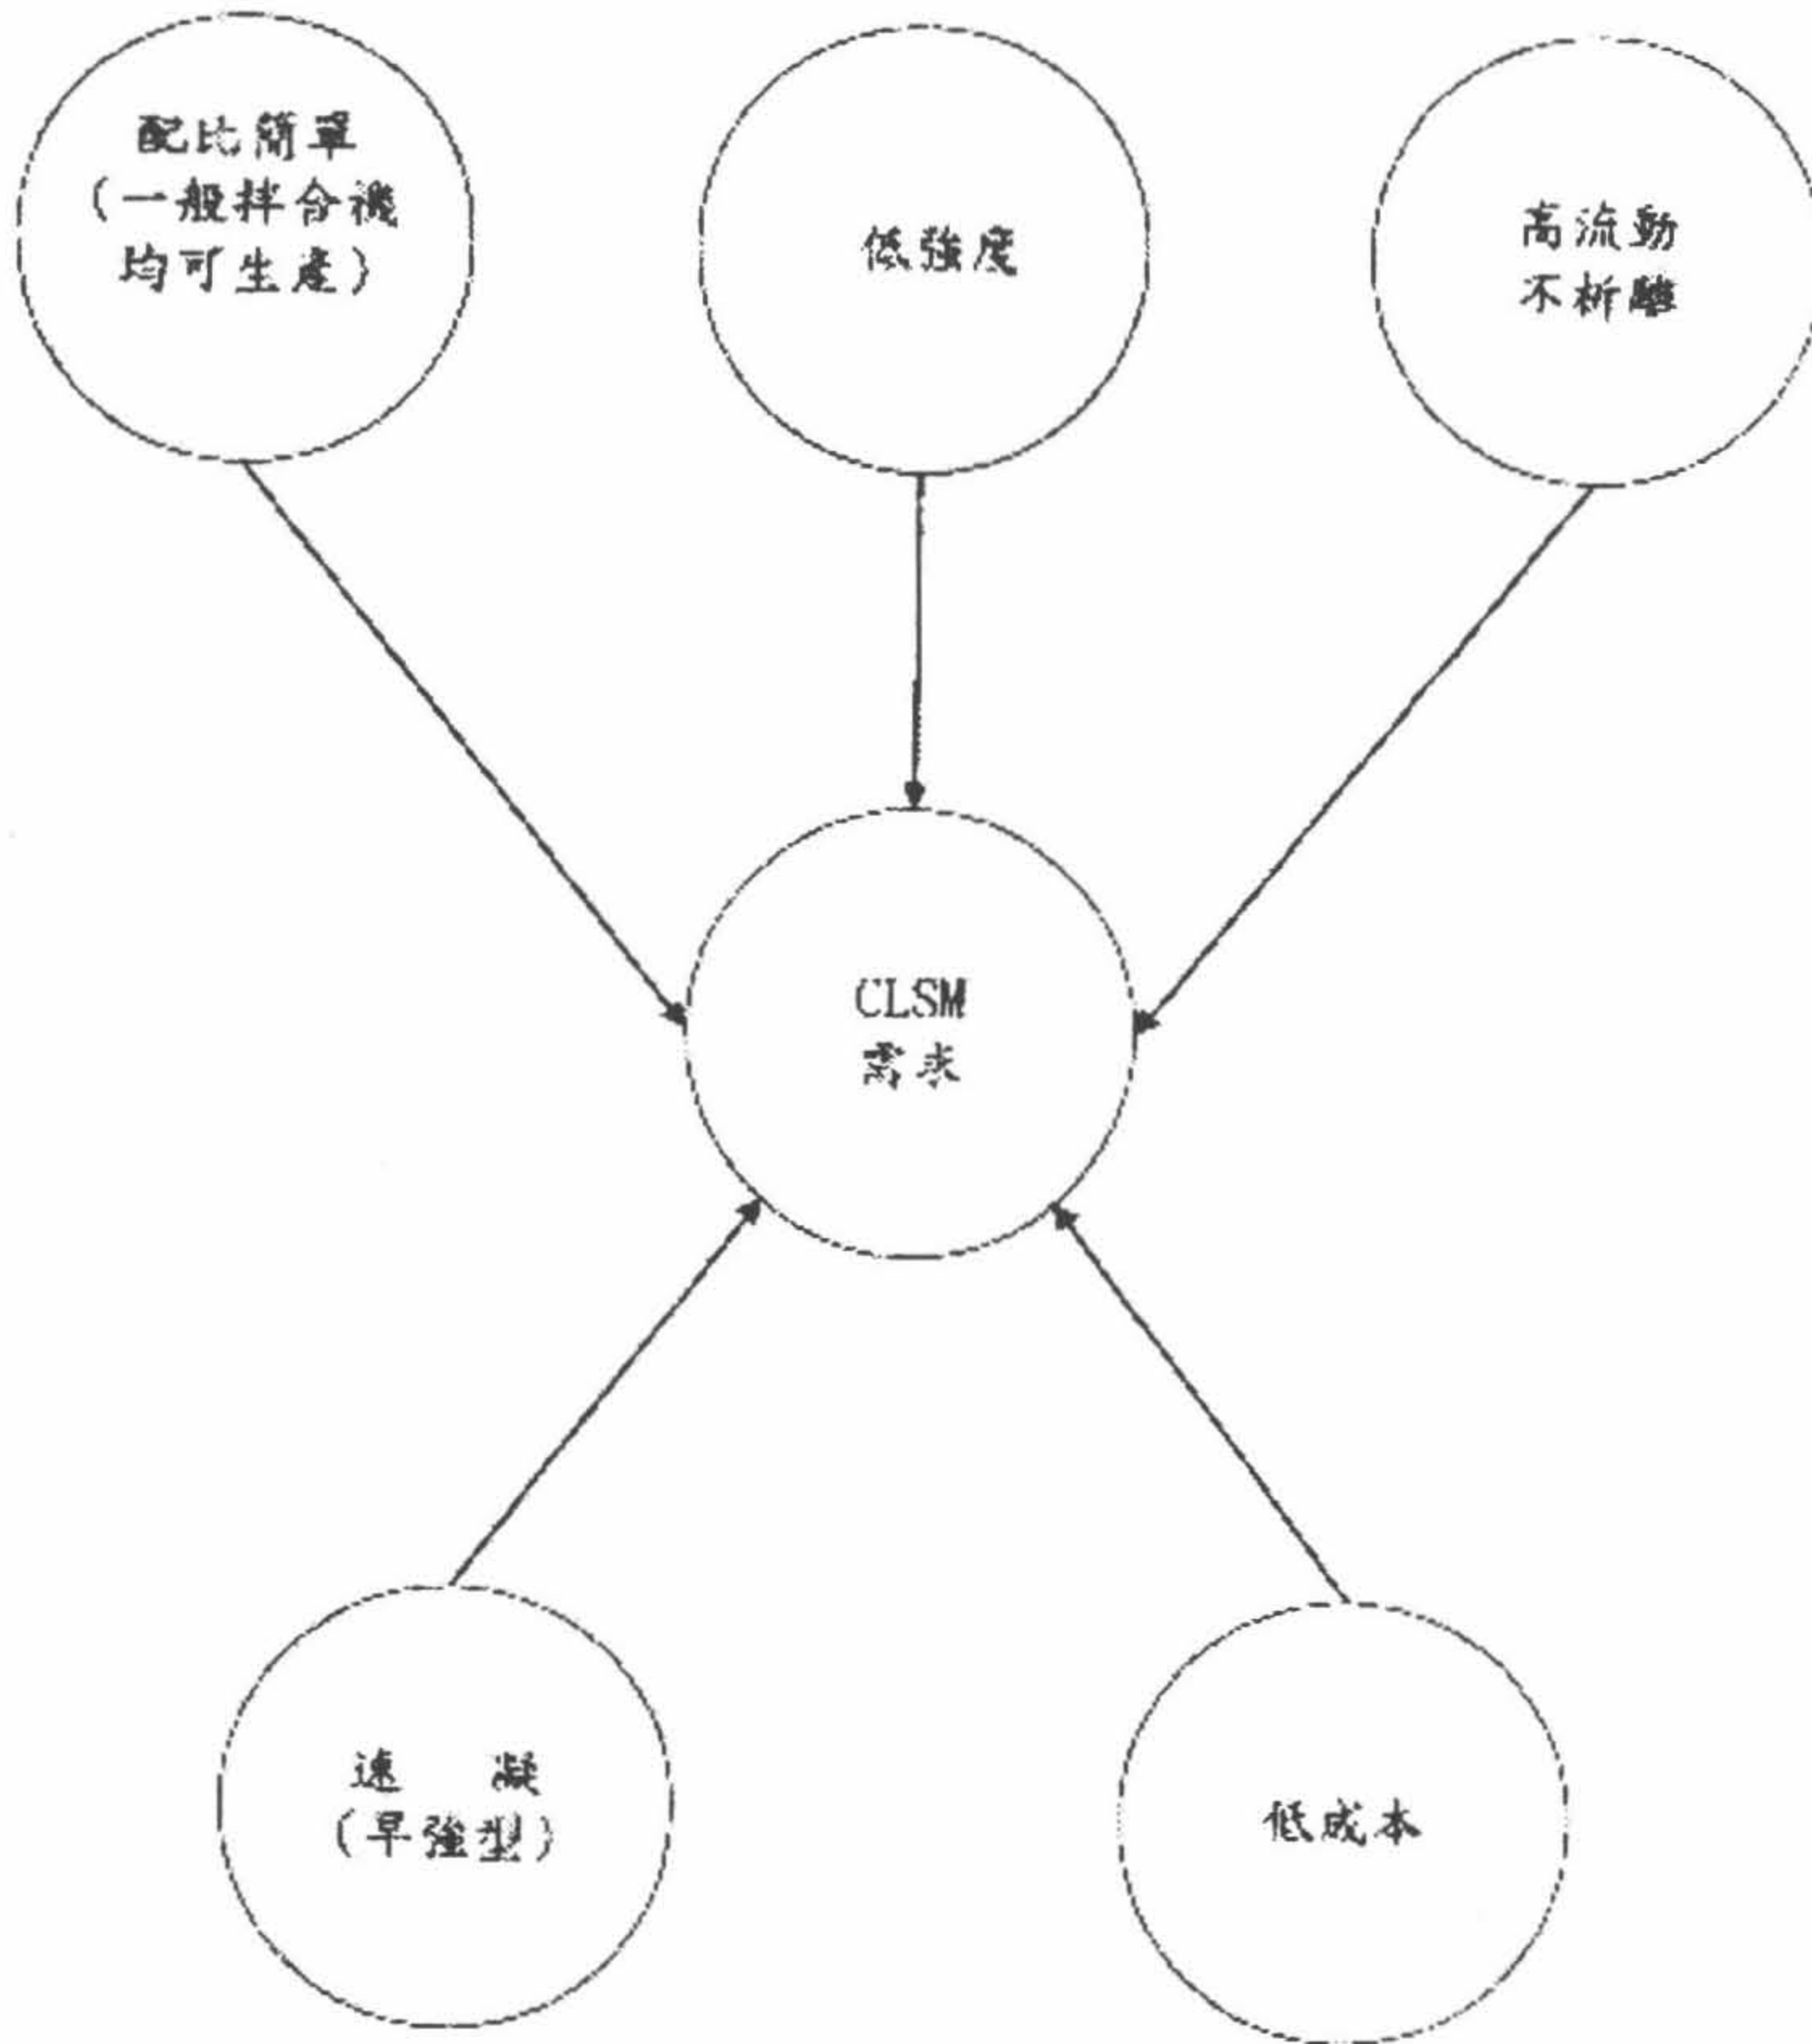 配比簡單
(一般拌合機
均可生產)
低強度
高流動
不析離
CLSM
需求
速 凝
(早強型)
低成本